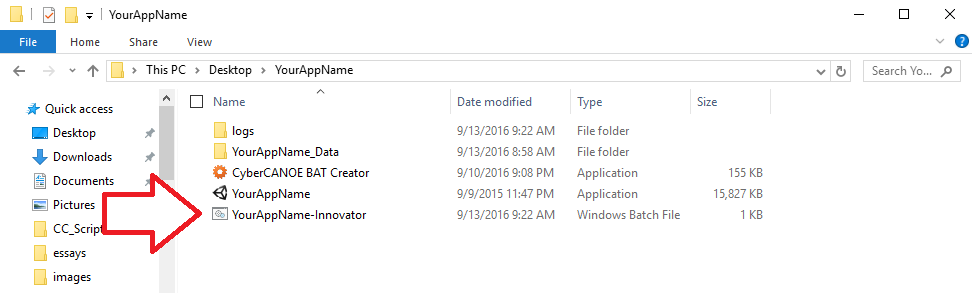 YourAppName
File Home Share View
This PC Desktop YourAppName Search Yo...
Quick access
Desktop
Downloads
Documents
Pictures
CC_Script
essays
images
Name Date modified Type Size
logs 9/13/2016 9:22 AM File folder
YourAppName_Data 9/13/2016 8:58 AM File folder
CyberCANOE BAT Creator 9/10/2016 9:08 PM Application 155 KB
YourAppName 9/9/2015 11:47 PM Application 15,827 KB
YourAppName-Innovator 9/13/2016 9:22 AM Windows Batch File 1 KB